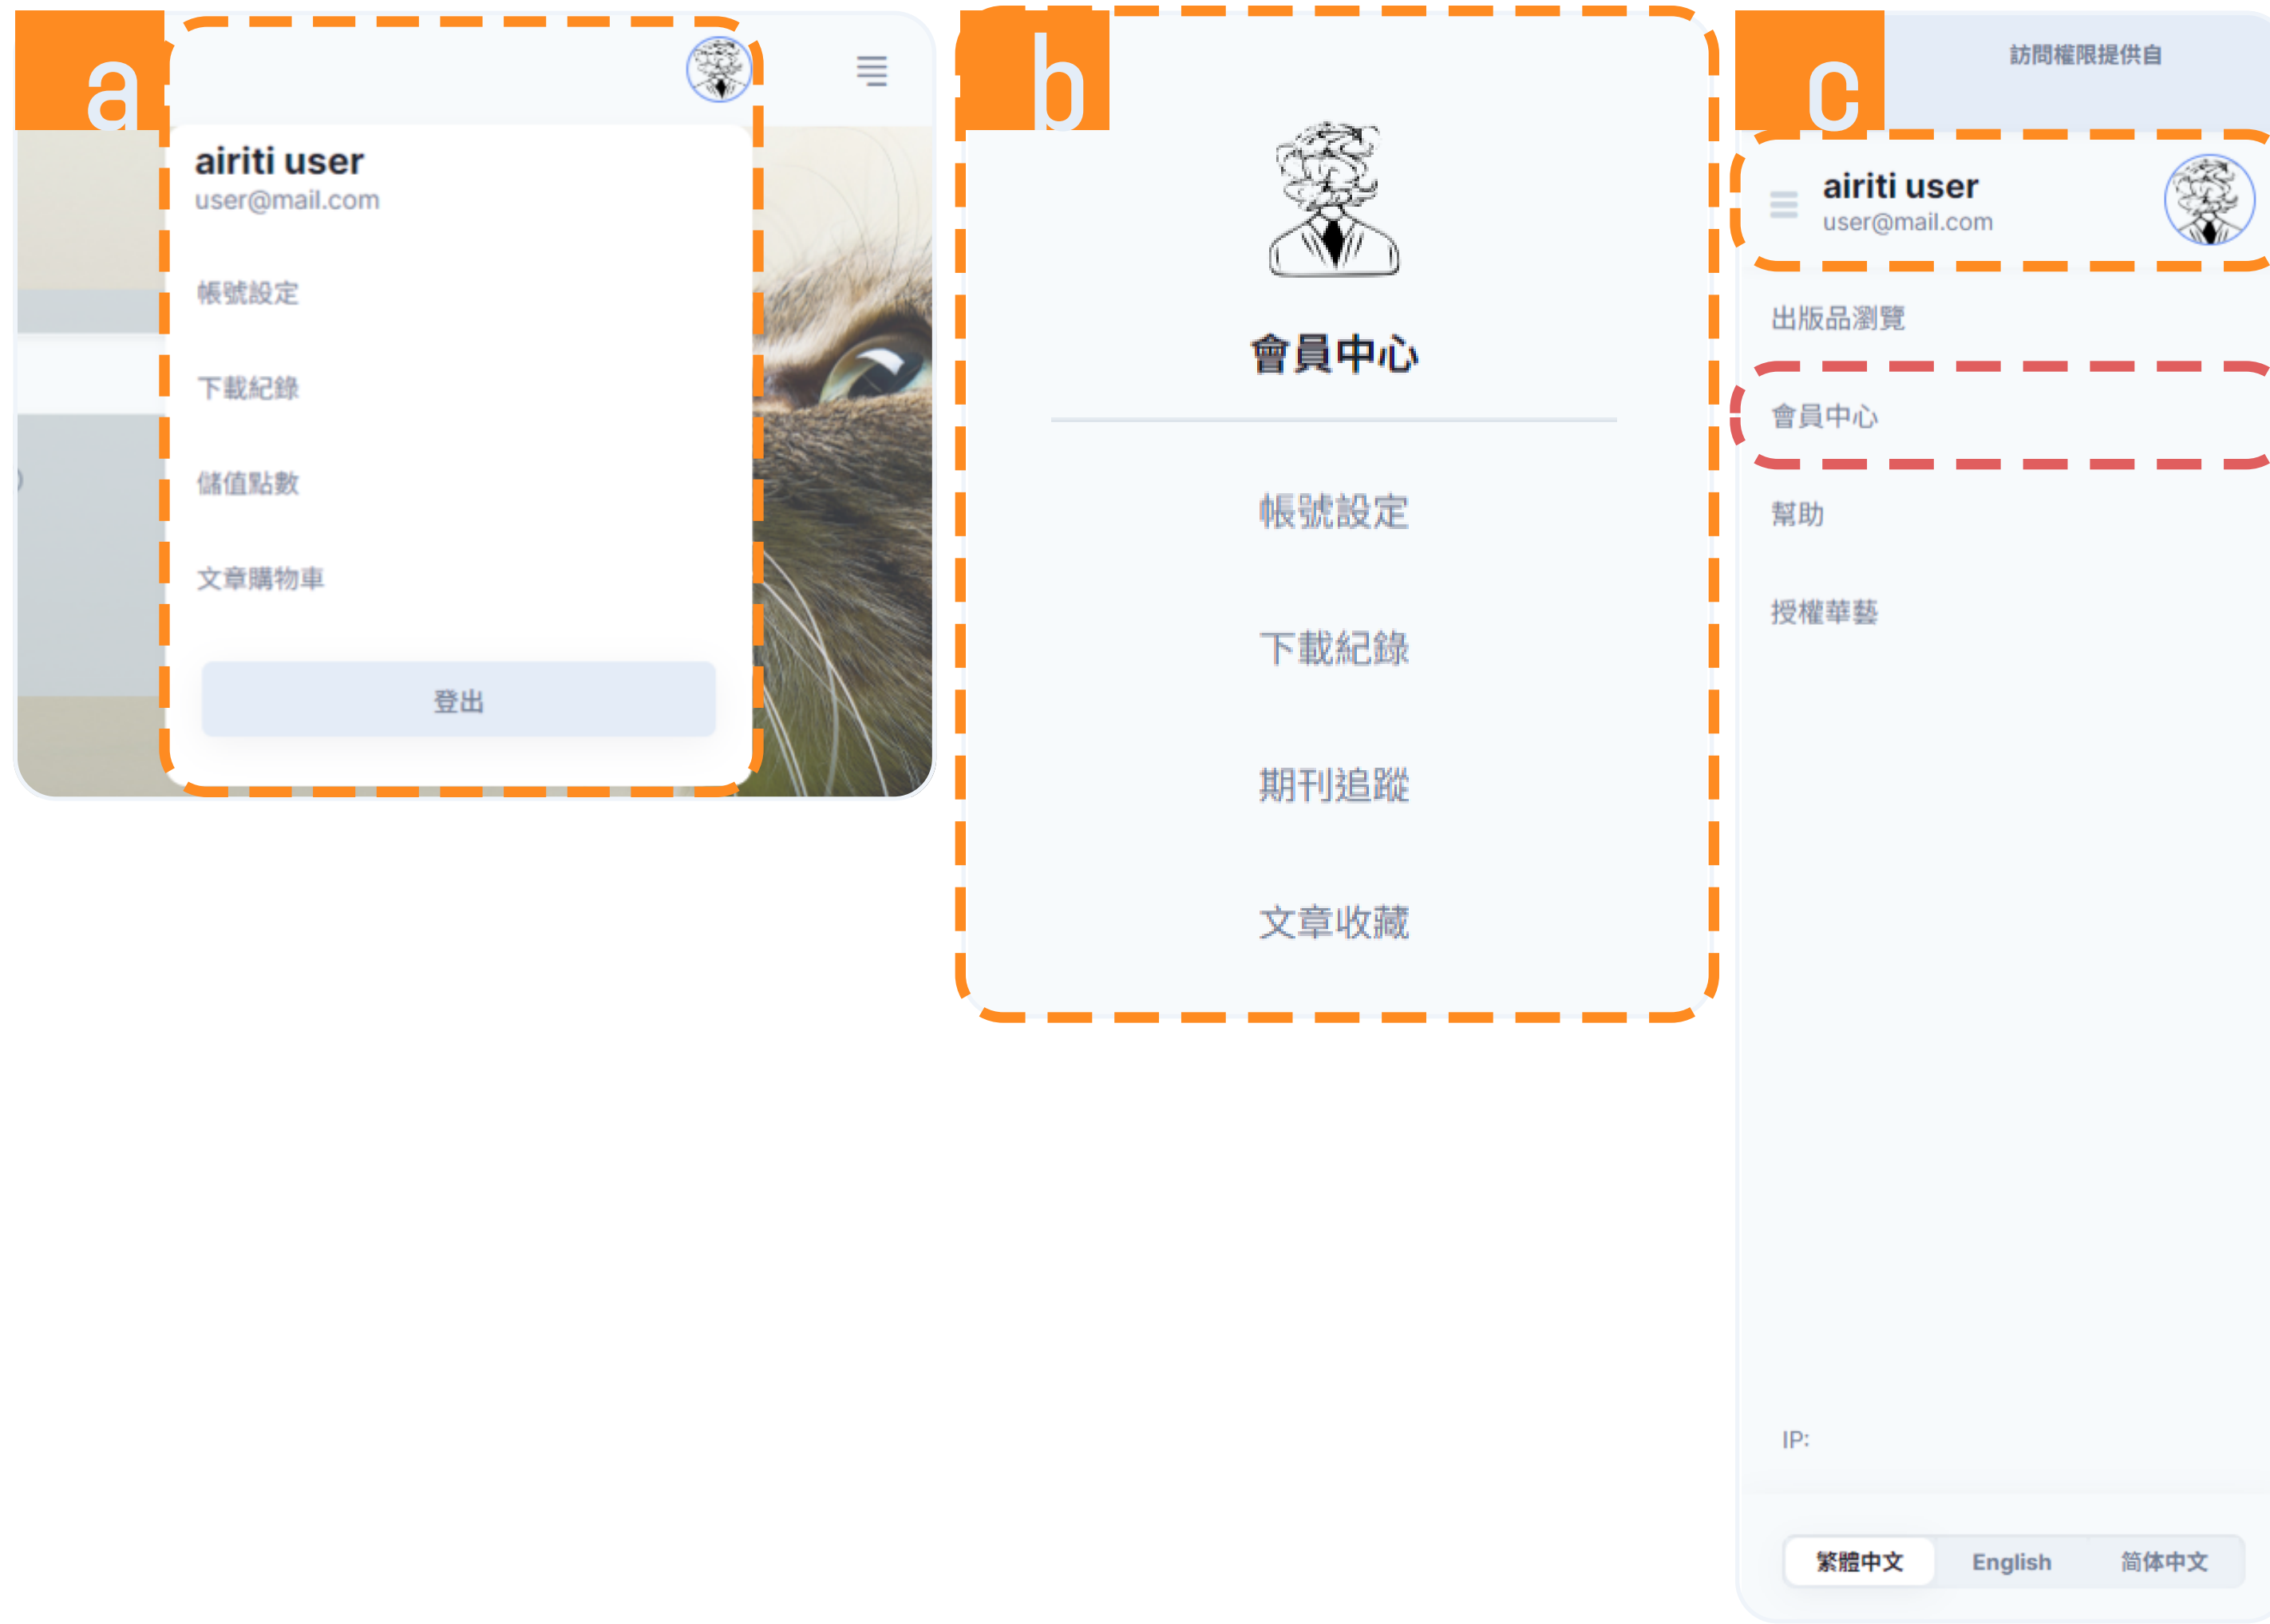 a
airiti user
user@mail.com
帳號設定
下載紀錄
儲值點數
文章購物車
登出
b
會員中心
帳號設定
下載紀錄
期刊追蹤
文章收藏
c
訪問權限提供自
airiti user
user@mail.com
出版品瀏覽
會員中心
幫助
授權華藝
IP:
繁體中文 English 简体中文